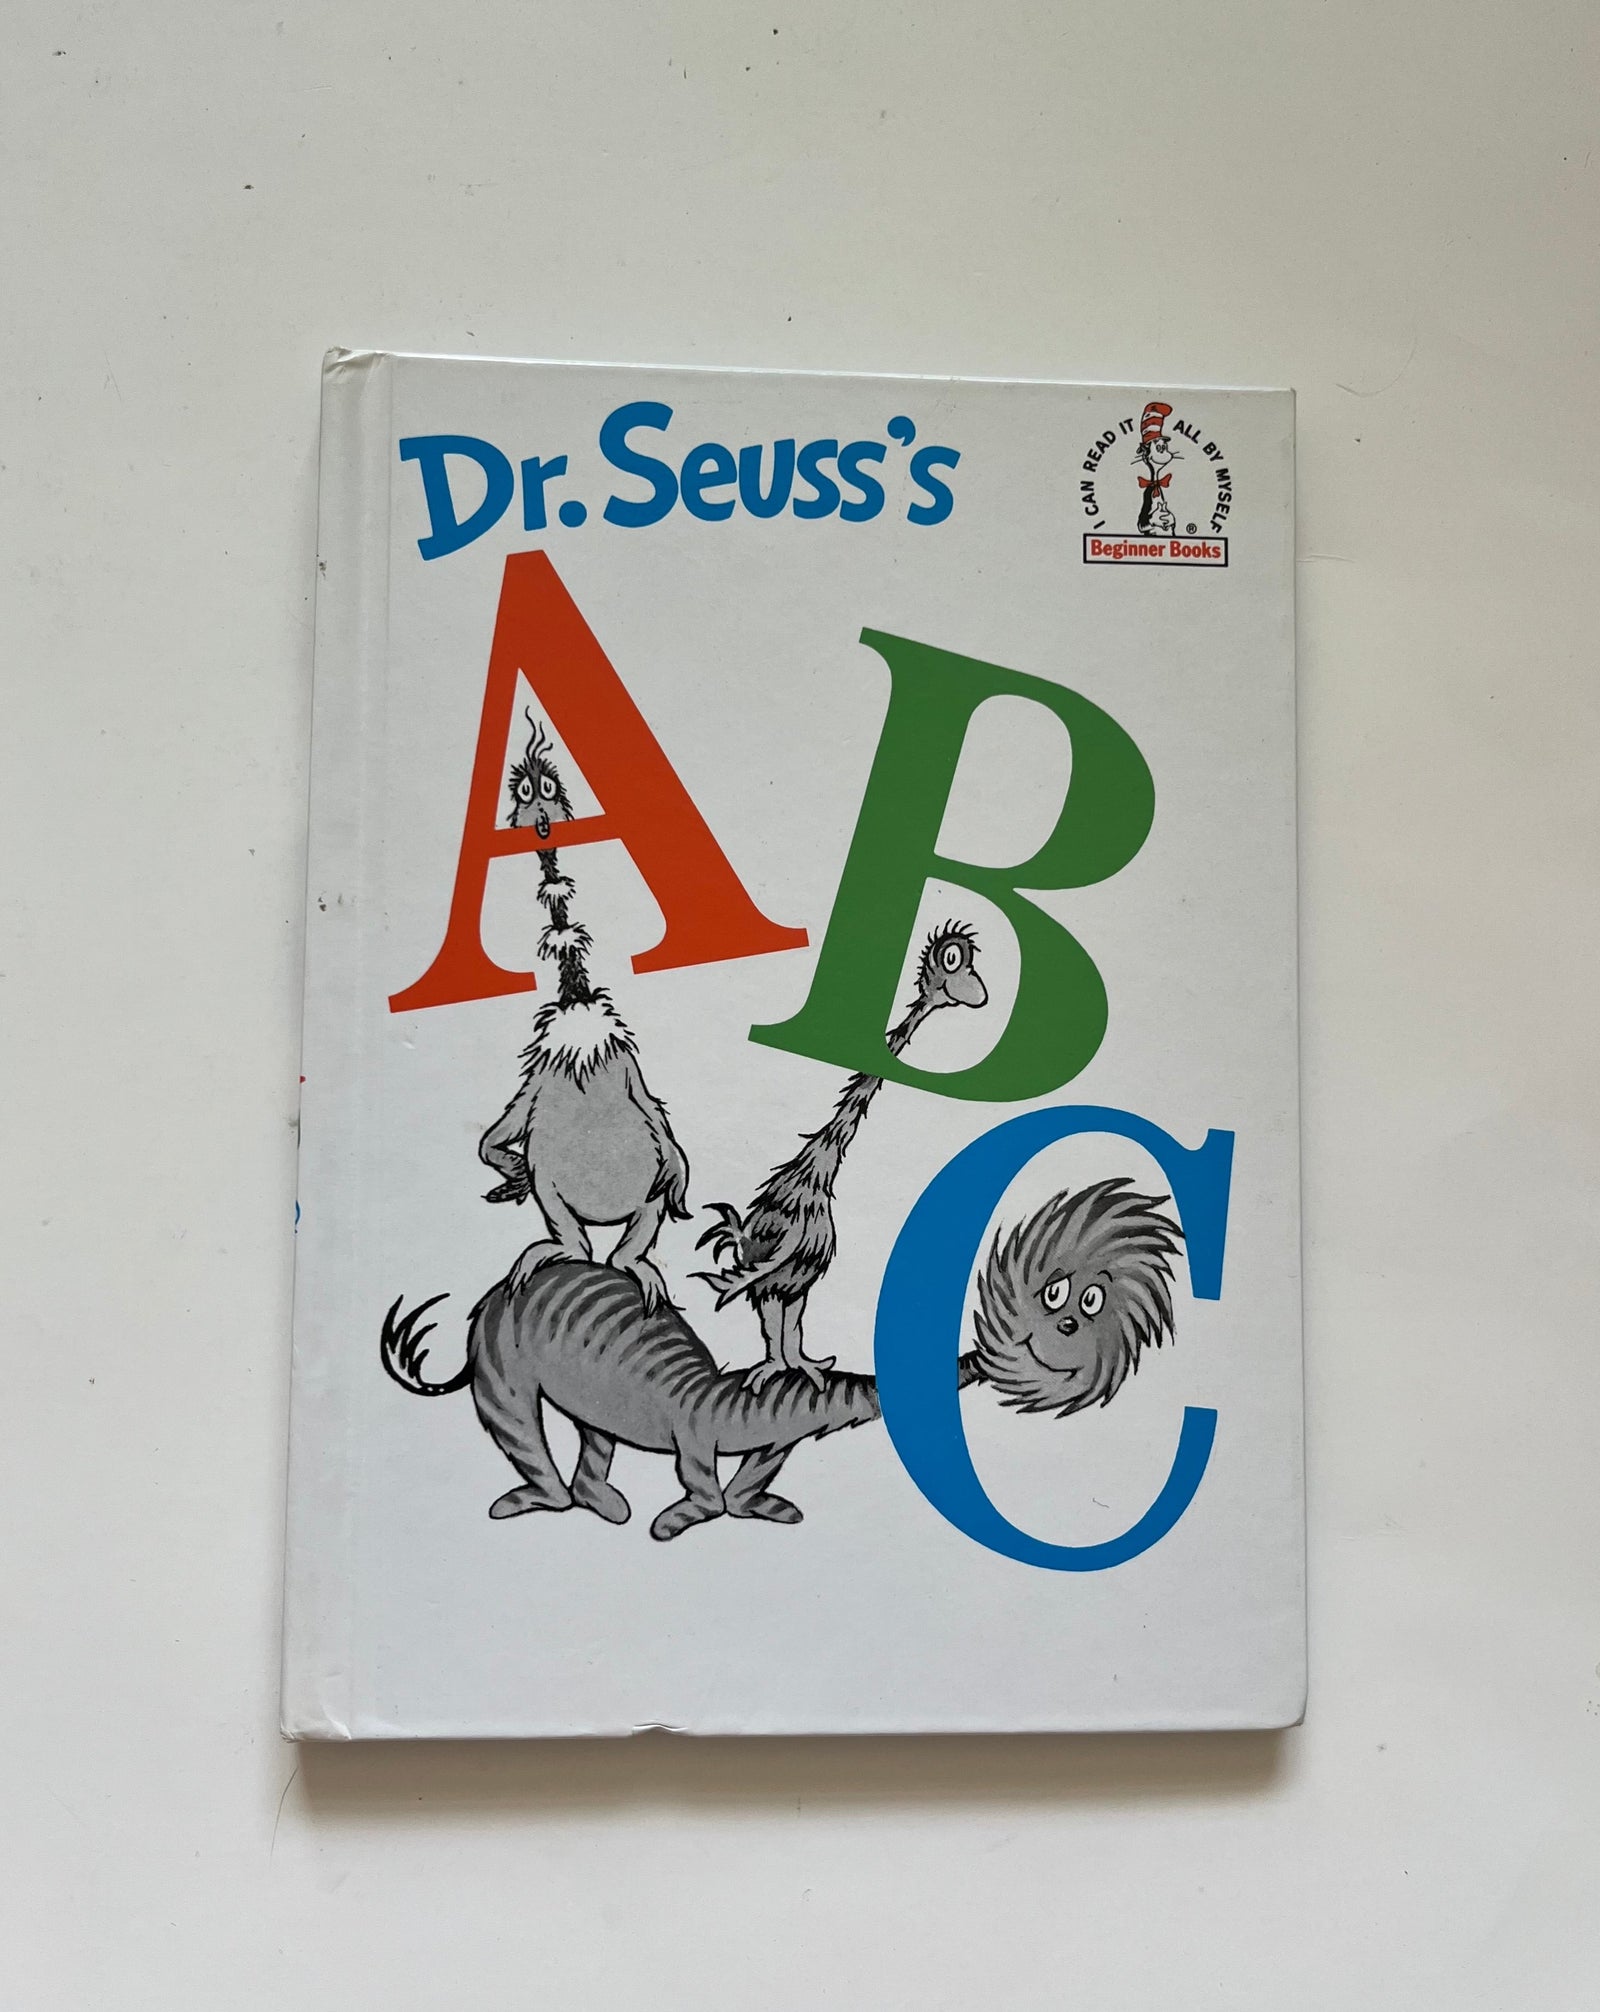 Dr. Seuss's
I CAN READ IT ALL BY MYSELF
®
Beginner Books
A
B
C